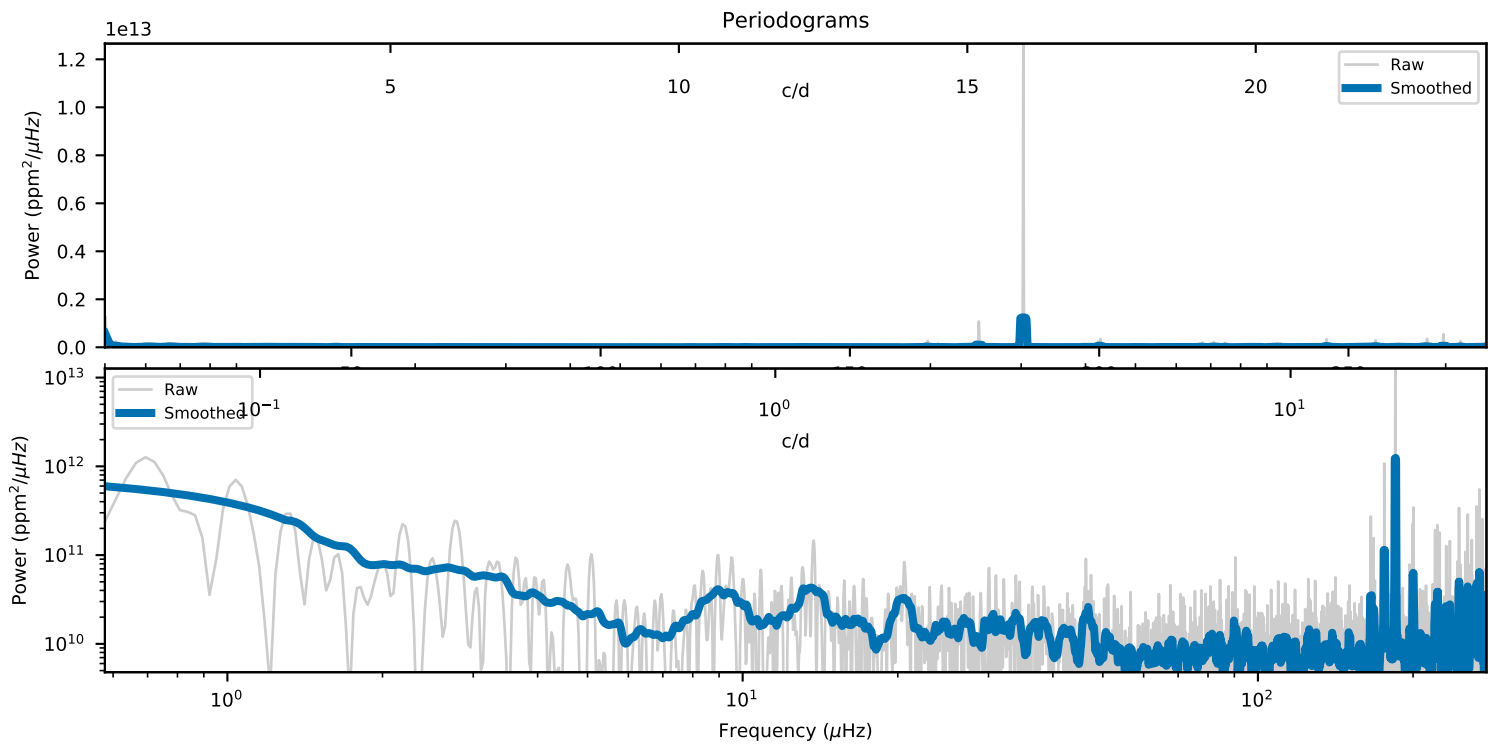 Periodograms
1e13
1.2
1.0
0.8
0.6
0.4
0.2
0.0
Power (ppm²/μHz)
5
10
15
20
c/d
Raw
Smoothed
10¹³
10¹²
10¹¹
10¹⁰
Power (ppm²/μHz)
Raw
Smoothed
10⁻¹
10⁰
10¹
c/d
10⁰
10¹
10²
Frequency (μHz)